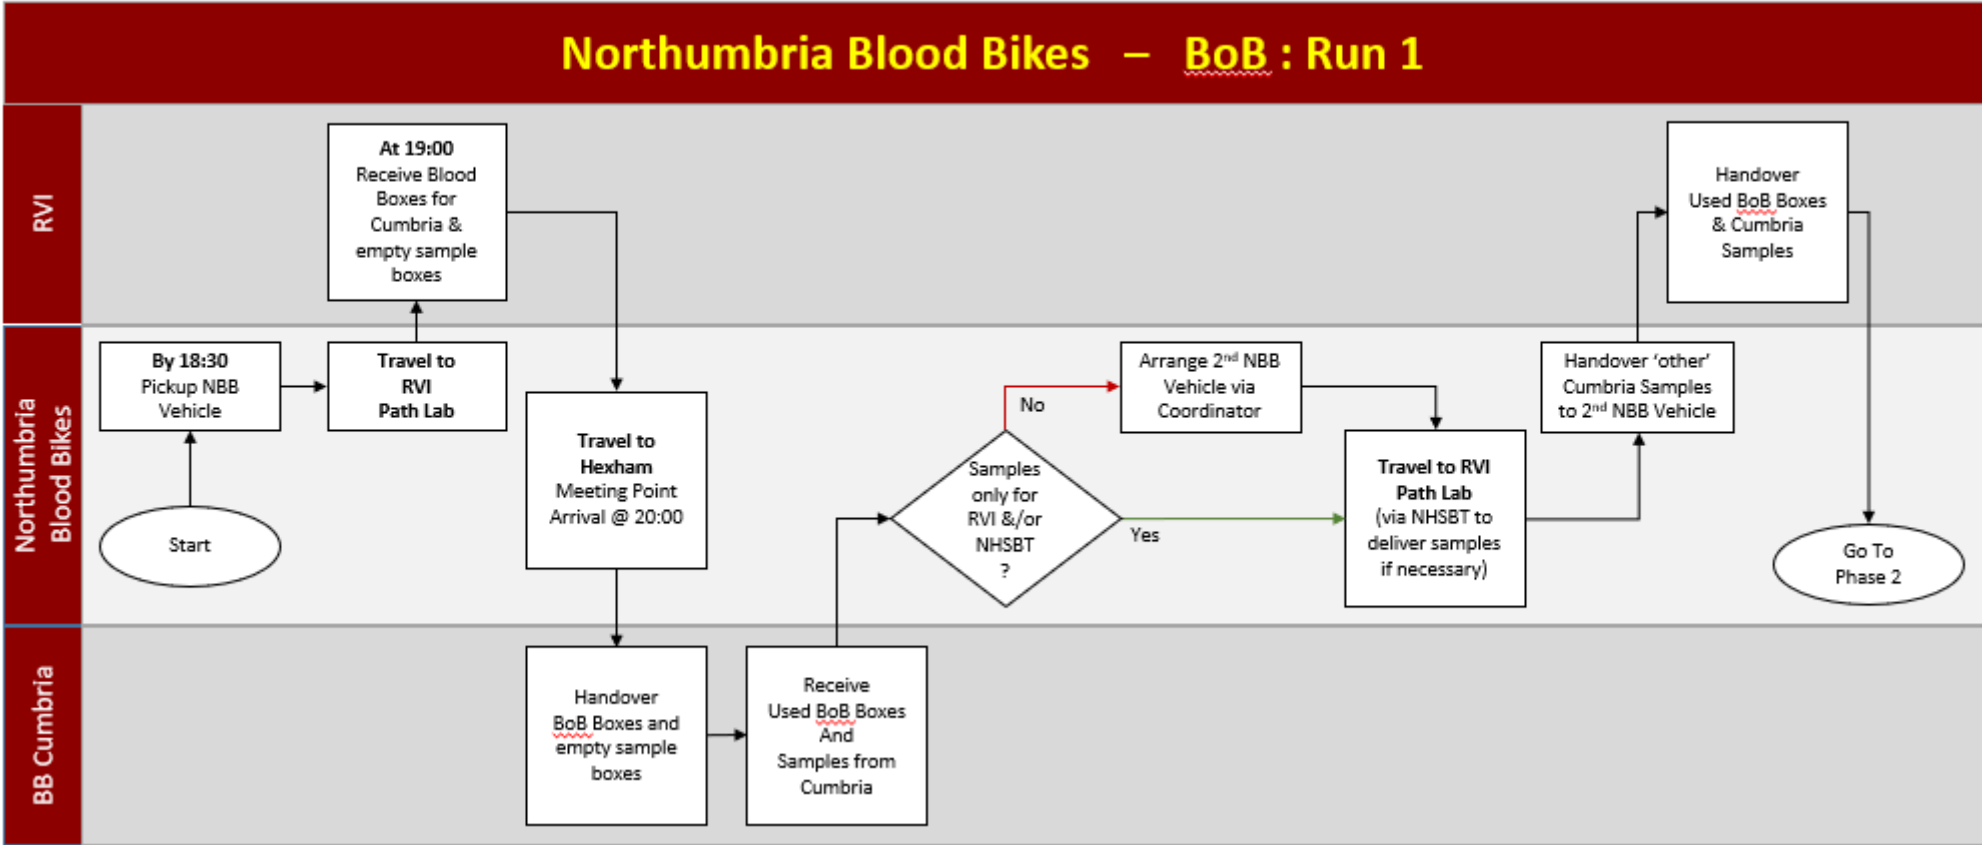 Northumbria Blood Bikes – BoB : Run 1
RVI
At 19:00
Receive Blood
Boxes for
Cumbria &
empty sample
boxes
Handover
Used BoB Boxes
& Cumbria
Samples
Northumbria
Blood Bikes
By 18:30
Pickup NBB
Vehicle
Travel to
RVI
Path Lab
Start
Travel to
Hexham
Meeting Point
Arrival @ 20:00
Samples
only for
RVI &/or
NHSBT
?
No
Yes
Arrange 2nd NBB
Vehicle via
Coordinator
Travel to RVI
Path Lab
(via NHSBT to
deliver samples
if necessary)
Handover ‘other’
Cumbria Samples
to 2nd NBB Vehicle
Go To
Phase 2
BB Cumbria
Handover
BoB Boxes and
empty sample
boxes
Receive
Used BoB Boxes
And
Samples from
Cumbria